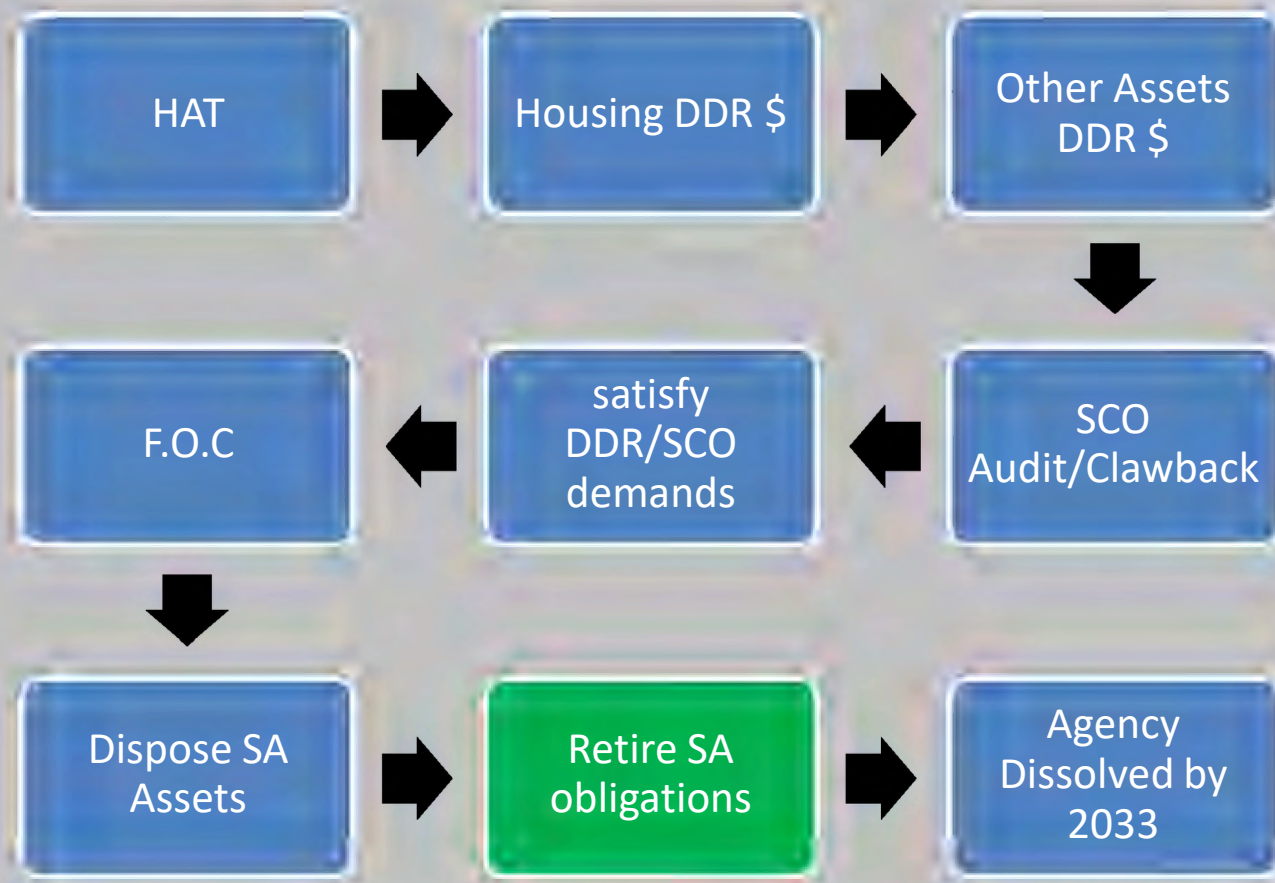 HAT
Housing DDR $
Other Assets
DDR $
SCO
Audit/Clawback
satisfy
DDR/SCO
demands
F.O.C
Dispose SA
Assets
Retire SA
obligations
Agency
Dissolved by
2033